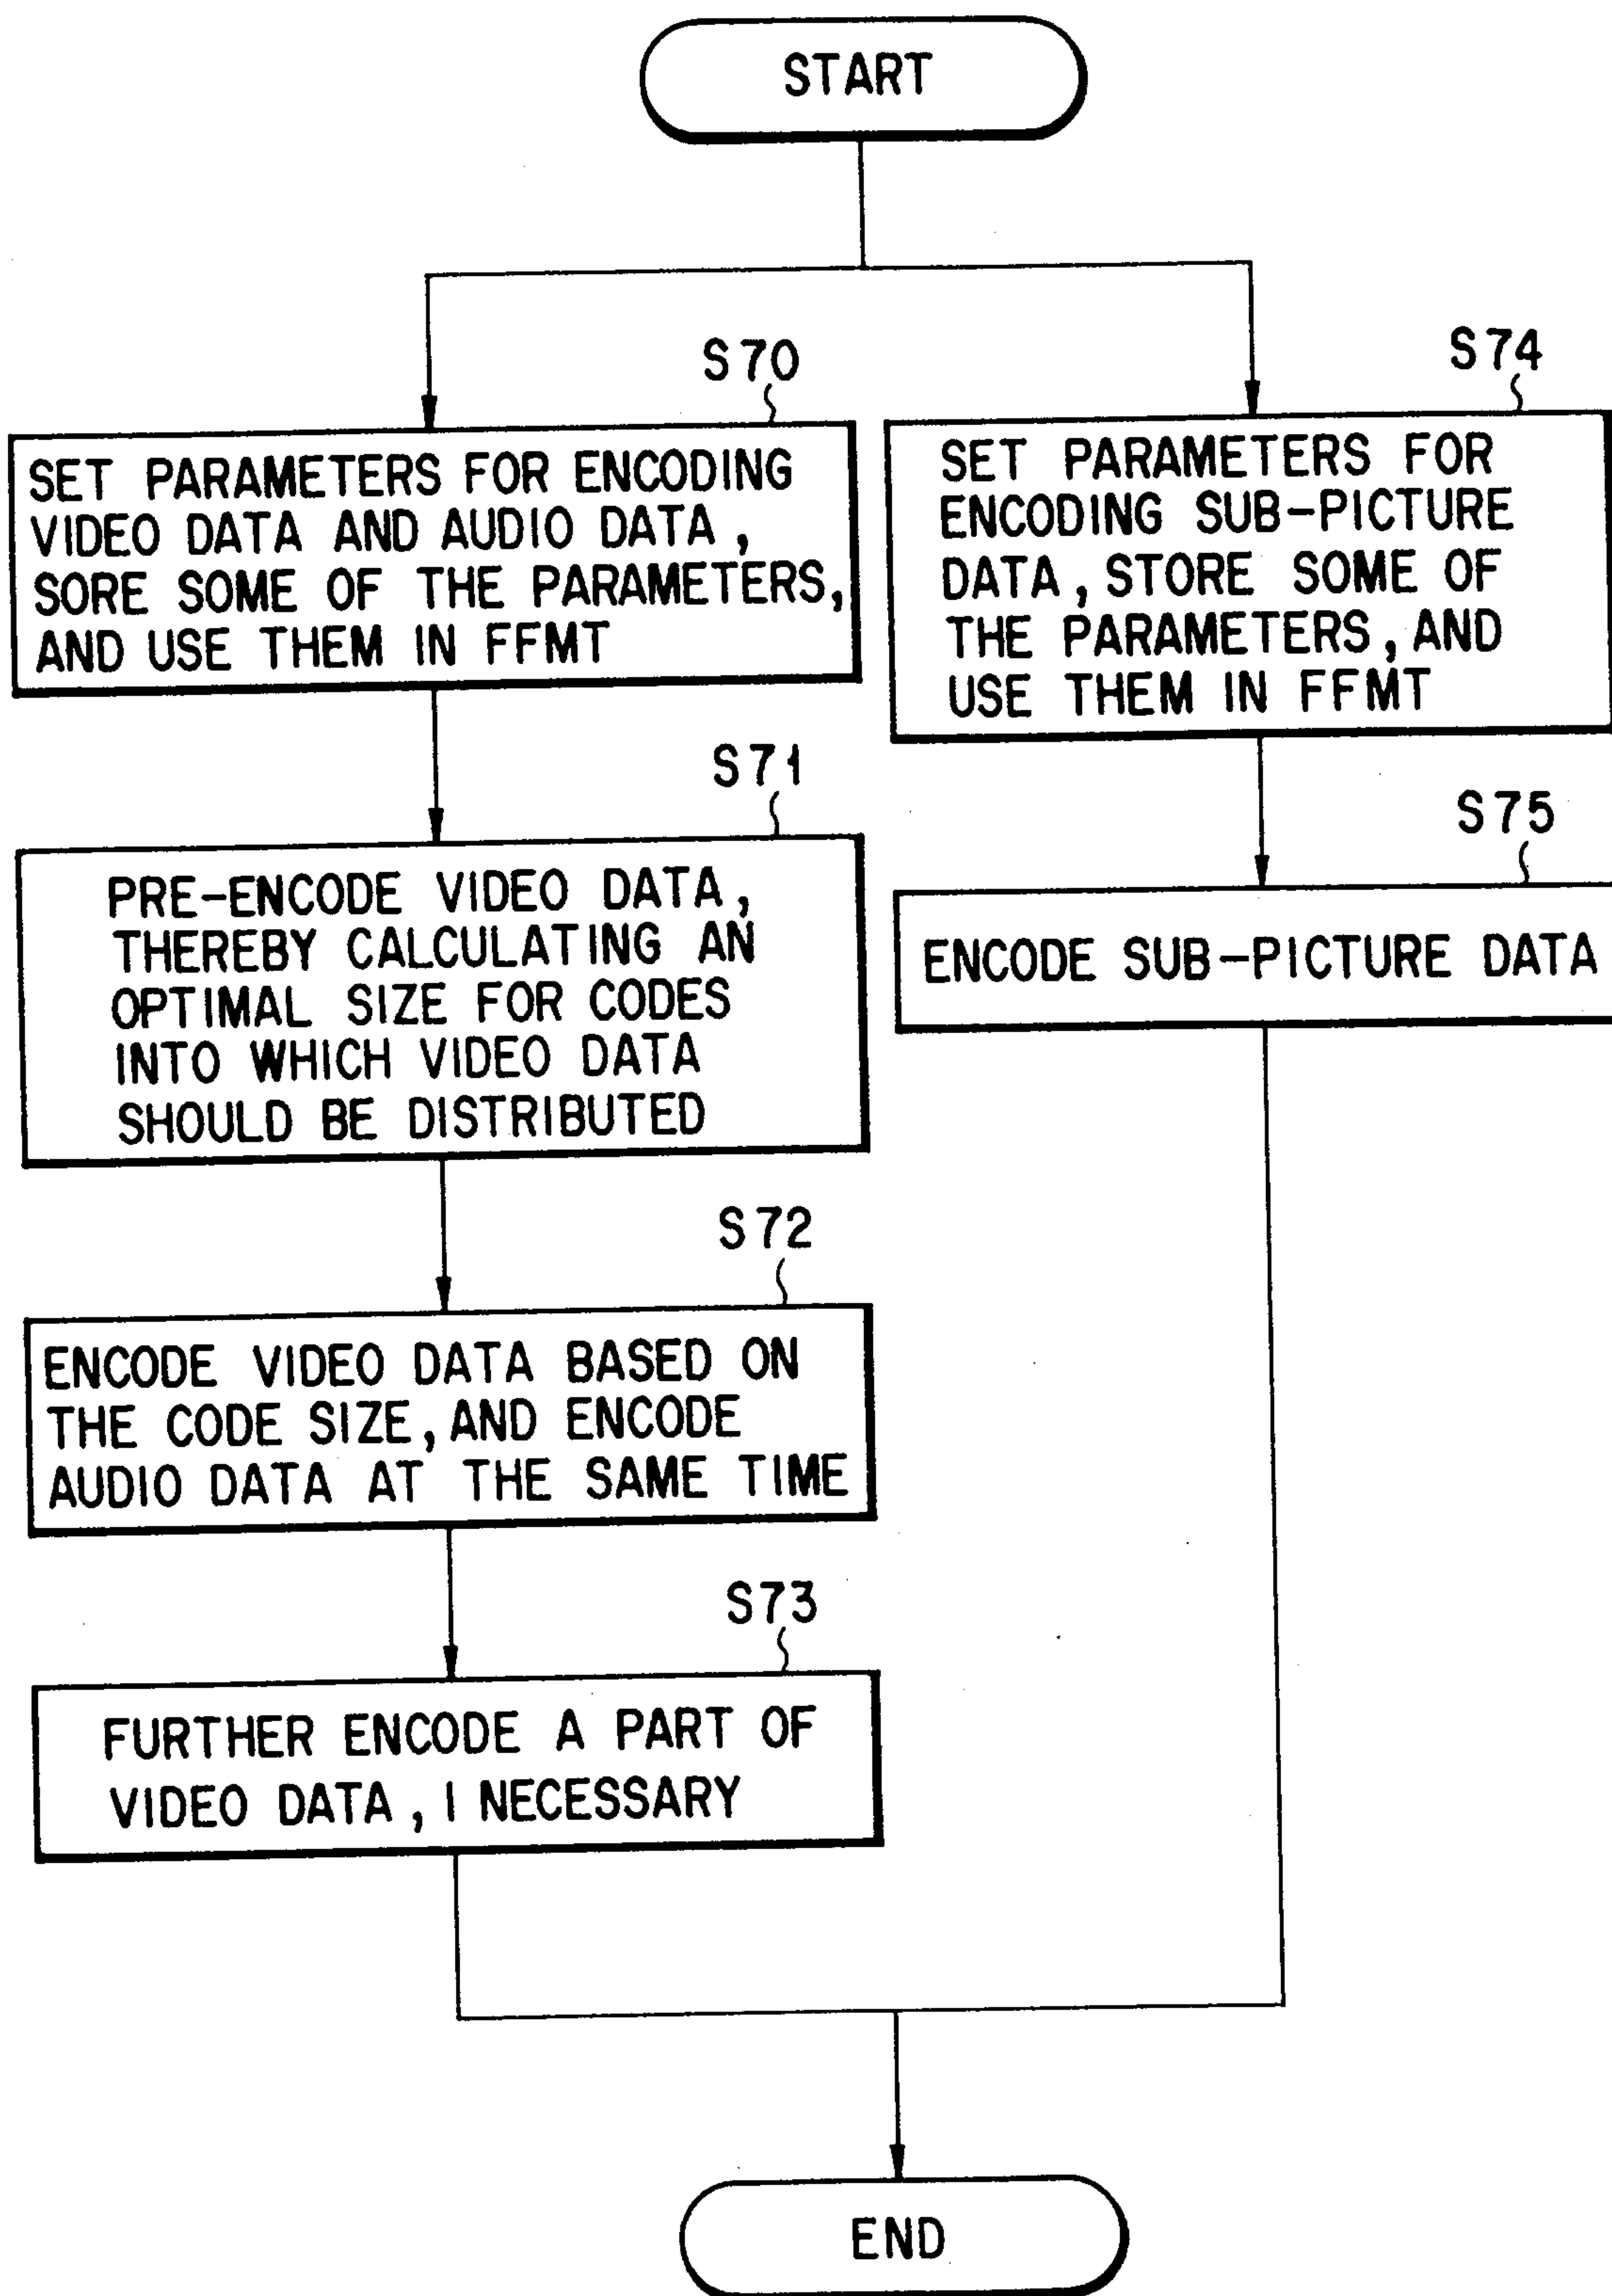 START
S70
SET PARAMETERS FOR ENCODING
VIDEO DATA AND AUDIO DATA,
SORE SOME OF THE PARAMETERS,
AND USE THEM IN FFMT
S71
PRE-ENCODE VIDEO DATA,
THEREBY CALCULATING AN
OPTIMAL SIZE FOR CODES
INTO WHICH VIDEO DATA
SHOULD BE DISTRIBUTED
S72
ENCODE VIDEO DATA BASED ON
THE CODE SIZE, AND ENCODE
AUDIO DATA AT THE SAME TIME
S73
FURTHER ENCODE A PART OF
VIDEO DATA, I NECESSARY
S74
SET PARAMETERS FOR
ENCODING SUB-PICTURE
DATA, STORE SOME OF
THE PARAMETERS, AND
USE THEM IN FFMT
S75
ENCODE SUB-PICTURE DATA
END